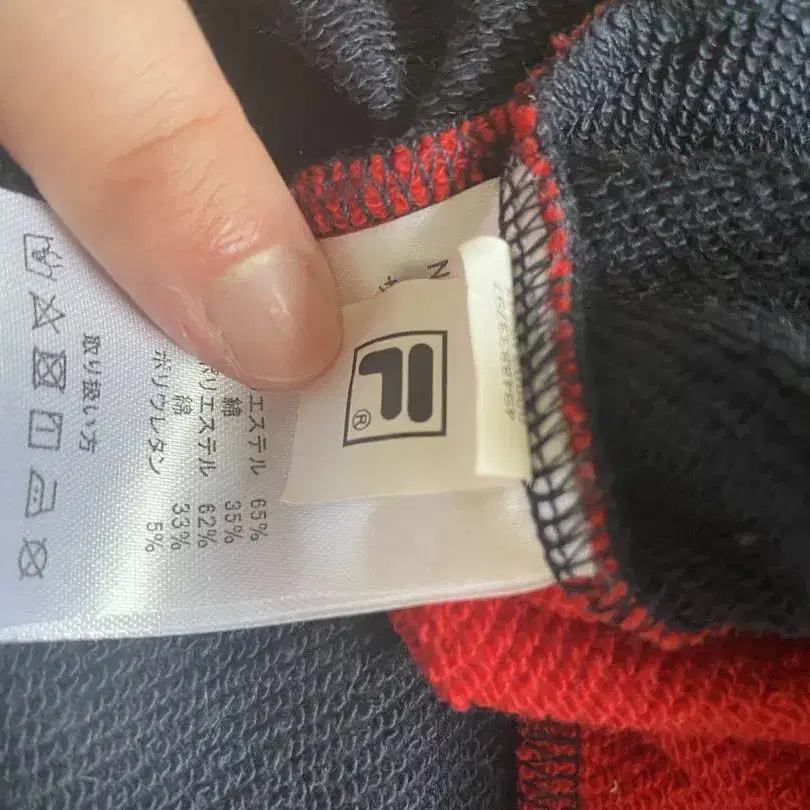 N
F®
エステル 65%
綿 35%
ポリエステル 62%
綿 33%
ポリウレタン 5%
取り扱い方